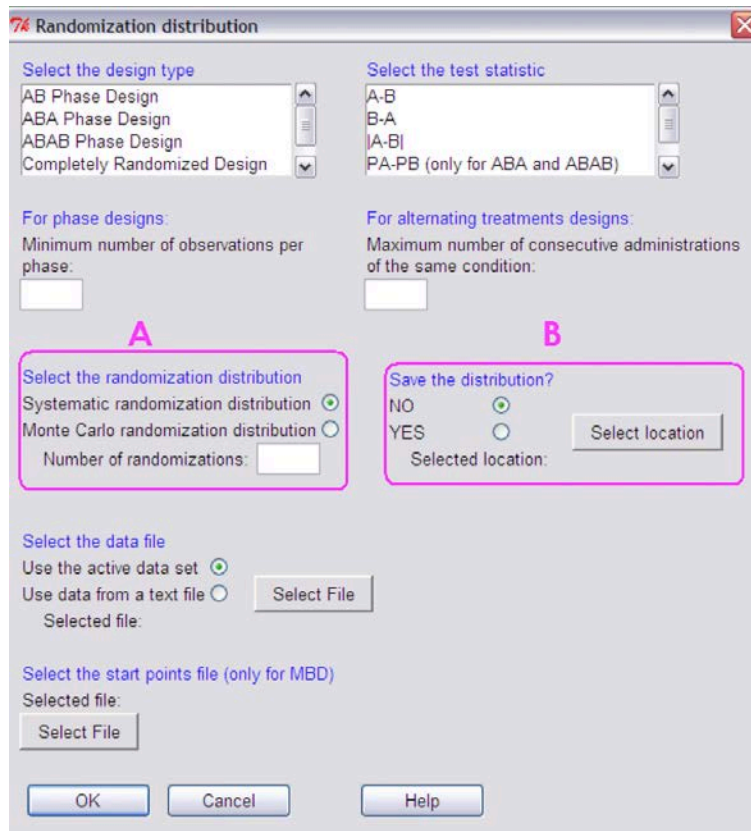 Randomization distribution
Select the design type
AB Phase Design
ABA Phase Design
ABAB Phase Design
Completely Randomized Design
Select the test statistic
A-B
B-A
|A-B|
PA-PB (only for ABA and ABAB)
For phase designs:
Minimum number of observations per
phase:
For alternating treatments designs:
Maximum number of consecutive administrations
of the same condition:
A
B
Select the randomization distribution
Systematic randomization distribution
Monte Carlo randomization distribution
Number of randomizations:
Save the distribution?
NO
YES
Select location
Selected location:
Select the data file
Use the active data set
Use data from a text file
Select File
Selected file:
Select the start points file (only for MBD)
Selected file:
Select File
OK
Cancel
Help